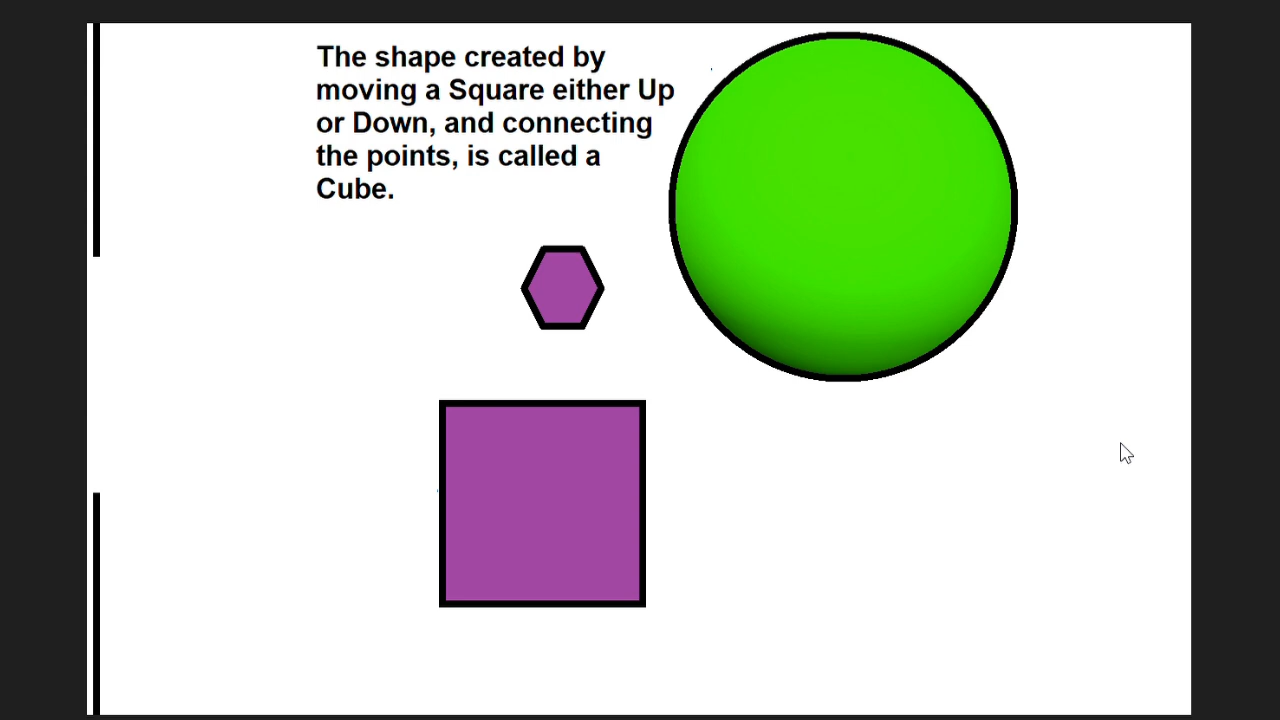 The shape created by
moving a Square either Up
or Down, and connecting
the points, is called a
Cube.